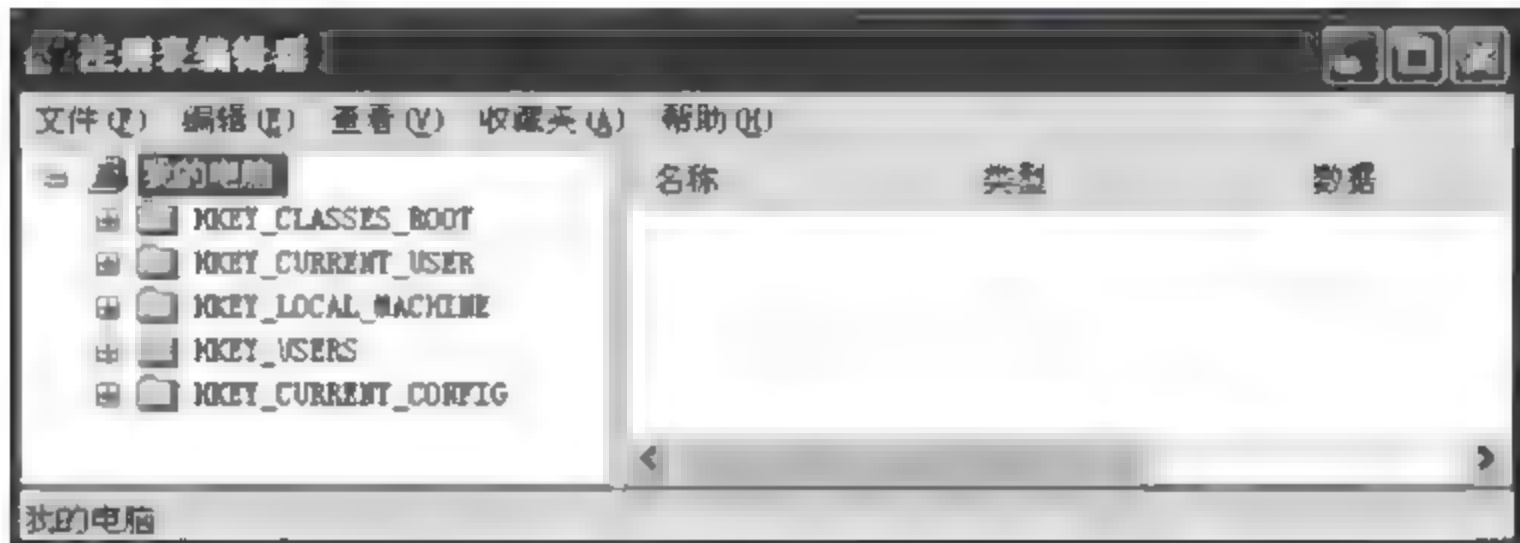 注册表编辑器
文件(F) 编辑(E) 查看(V) 收藏夹(A) 帮助(H)
我的电脑
名称 类型 数据
HKEY_CLASSES_ROOT
HKEY_CURRENT_USER
HKEY_LOCAL_MACHINE
HKEY_USERS
HKEY_CURRENT_CONFIG
我的电脑